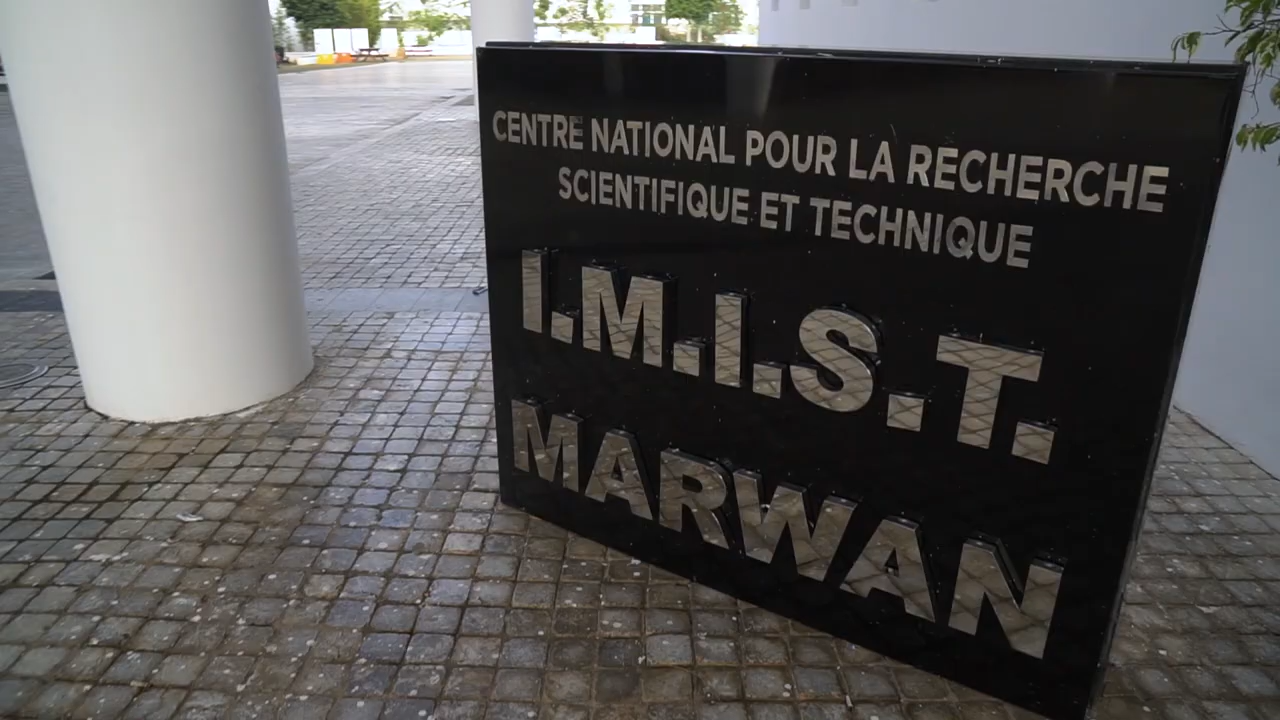 CENTRE NATIONAL POUR LA RECHERCHE
SCIENTIFIQUE ET TECHNIQUE
I.M.I.S.T.
MARWAN